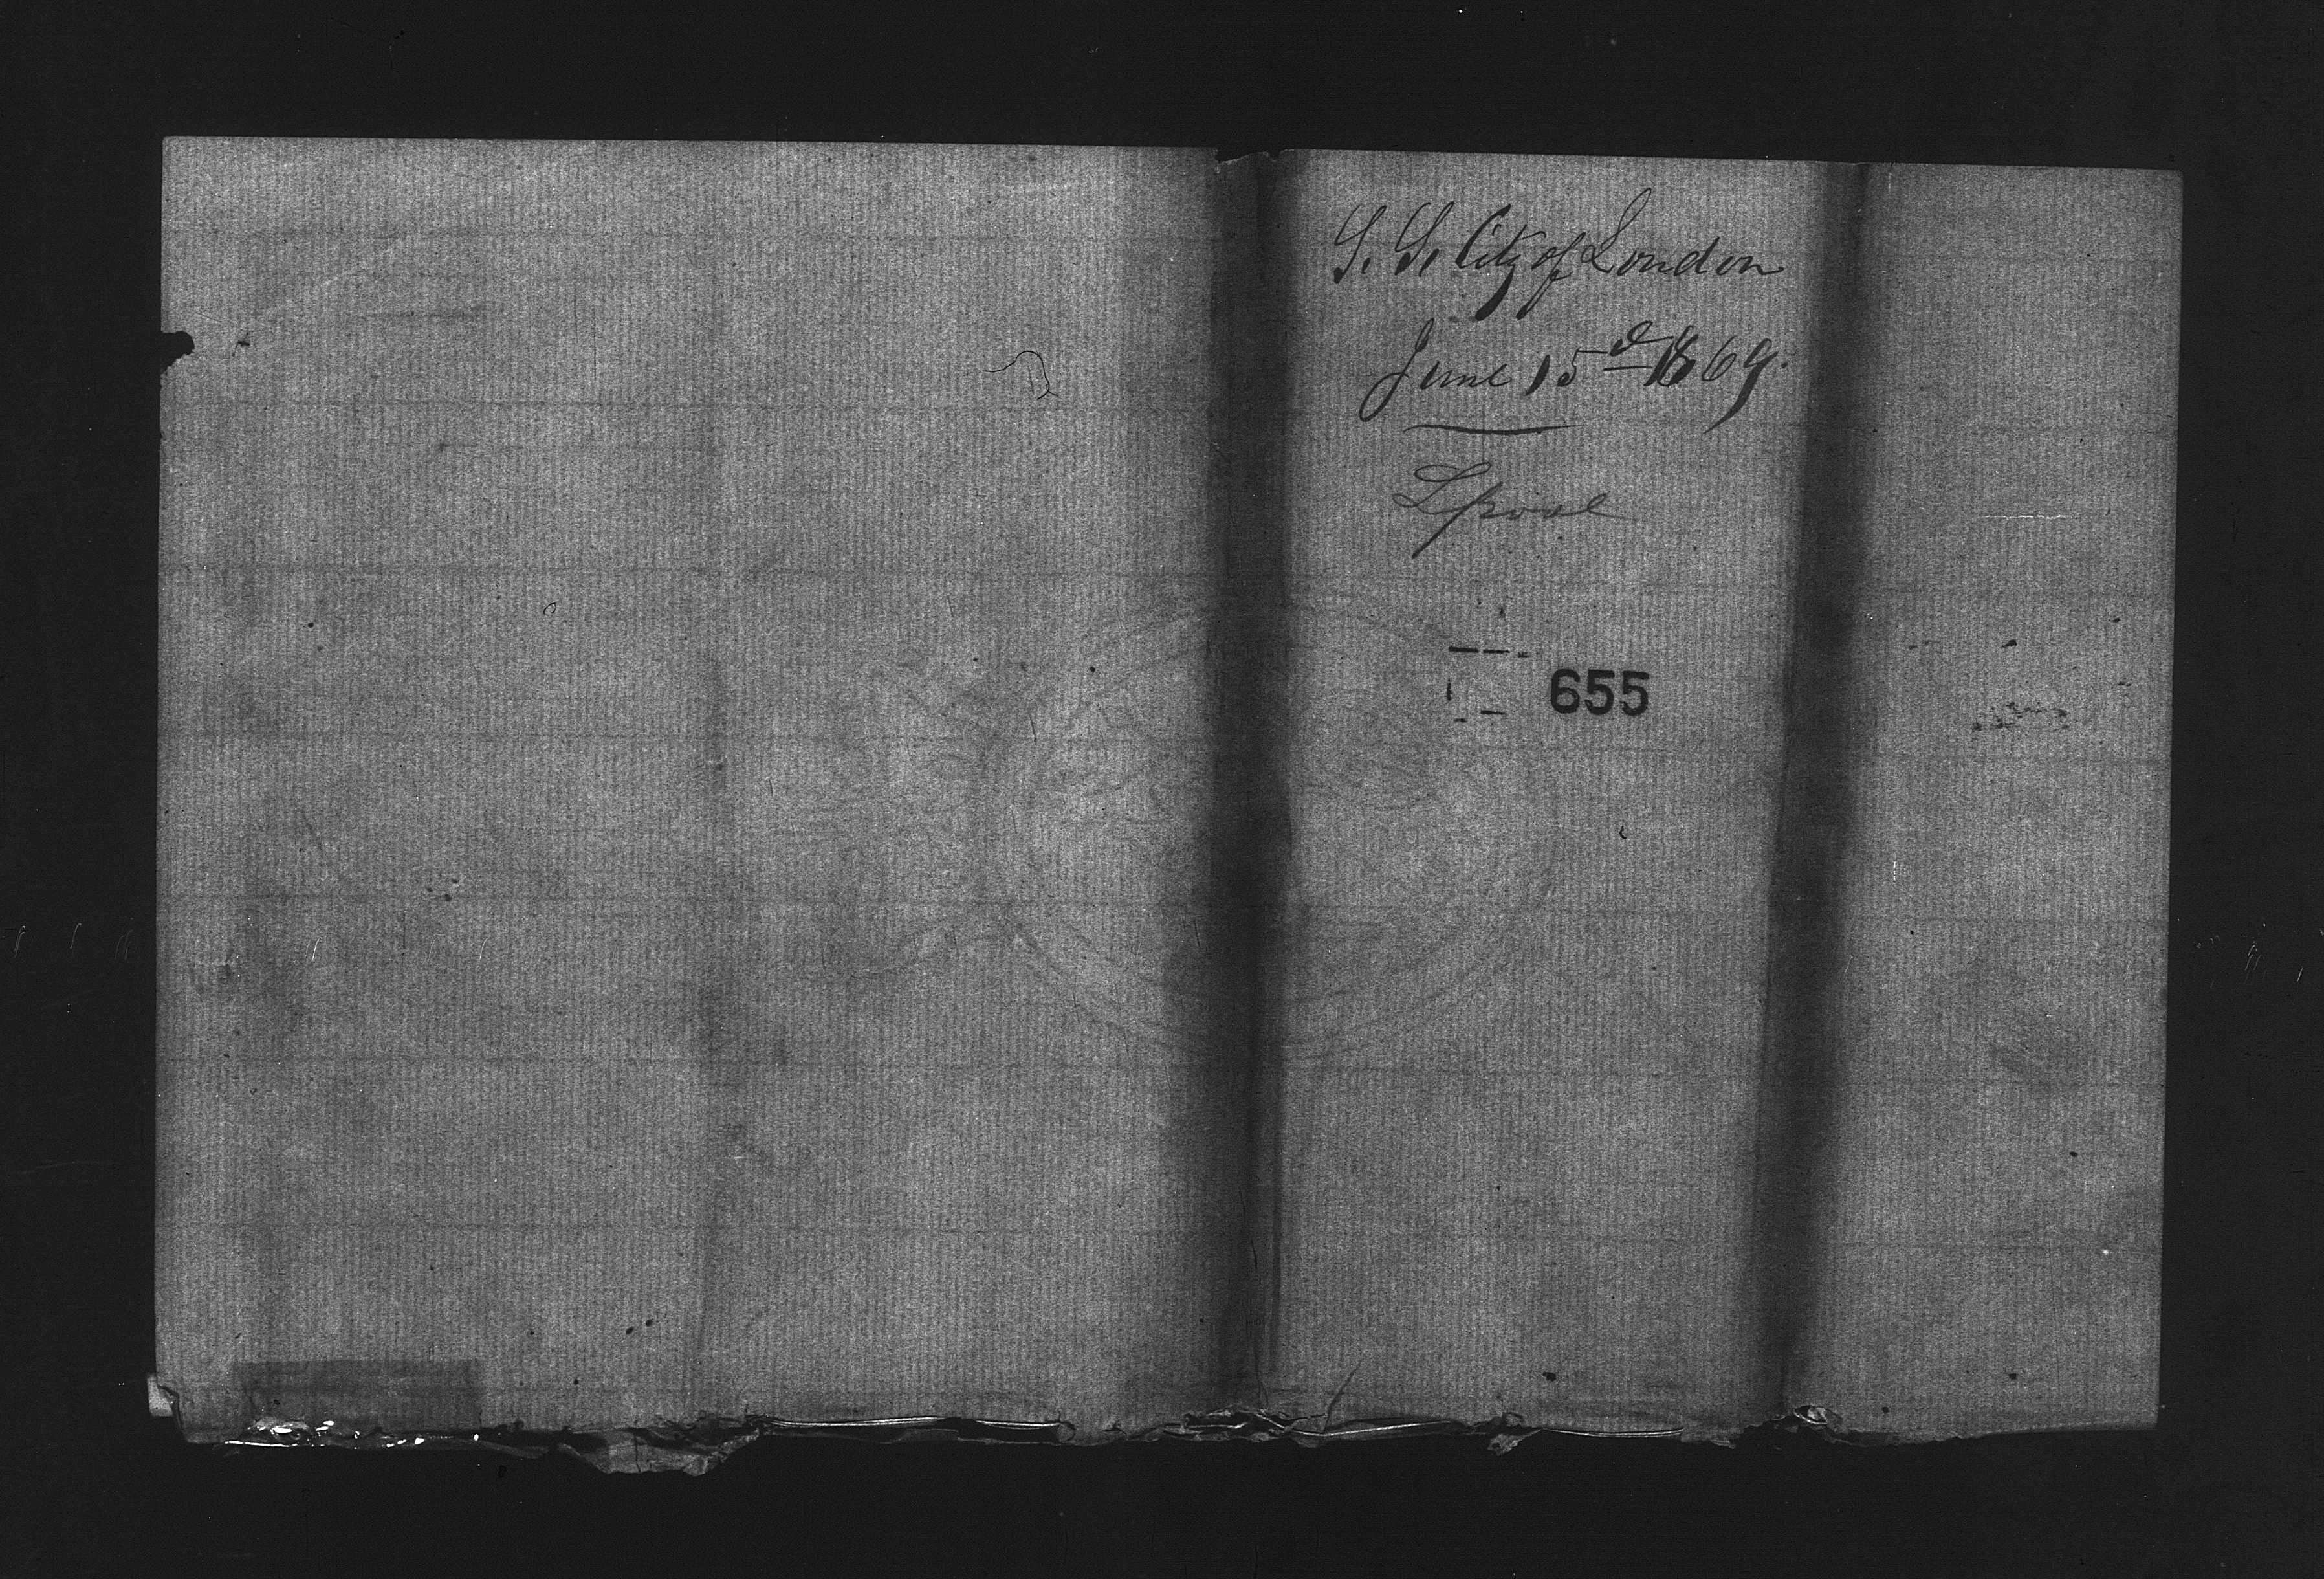 S. S. City of London
June 15th 1869.
Lpool
655